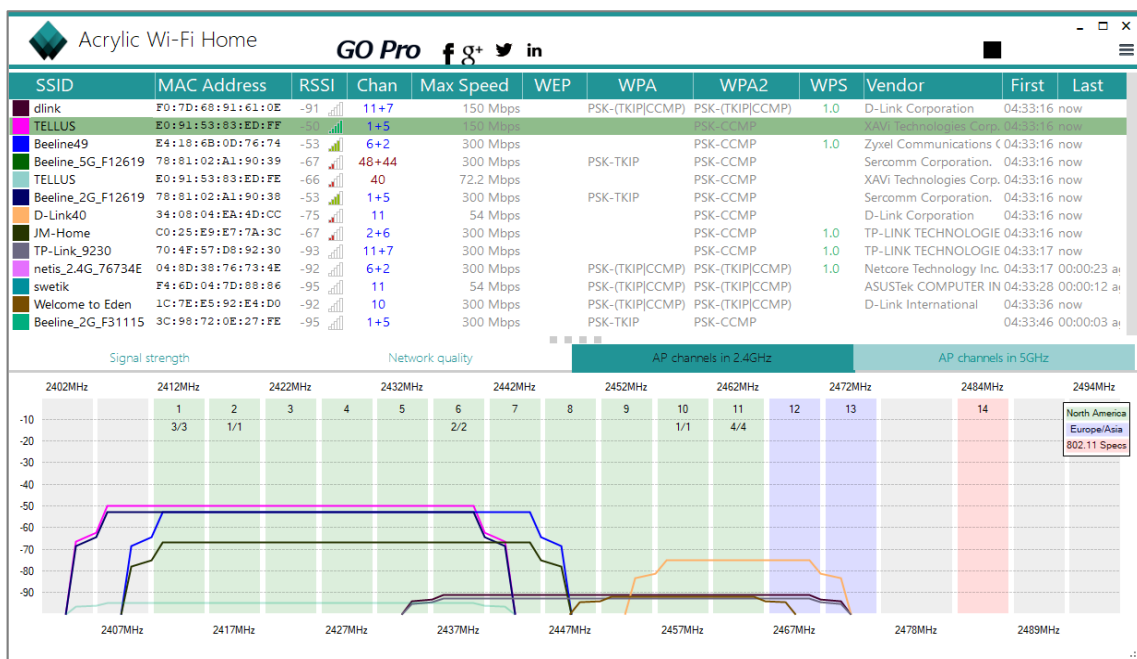 Acrylic Wi-Fi Home GO Pro f g+ in
SSID MAC Address RSSI Chan Max Speed WEP WPA WPA2 WPS Vendor First Last
dlink F0:7D:68:91:61:0E -91 11+7 150 Mbps PSK-(TKIP|CCMP) PSK-(TKIP|CCMP) 1.0 D-Link Corporation 04:33:16 now
TELLUS E0:91:53:83:ED:FF -50 1+5 150 Mbps PSK-CCMP XAVi Technologies Corp. 04:33:16 now
Beeline49 E4:18:6B:0D:76:74 -53 6+2 300 Mbps PSK-CCMP 1.0 Zyxel Communications C 04:33:16 now
Beeline_5G_F12619 78:81:02:A1:90:39 -67 48+44 300 Mbps PSK-TKIP PSK-CCMP Sercomm Corporation. 04:33:16 now
TELLUS E0:91:53:83:ED:FE -66 40 72.2 Mbps PSK-CCMP XAVi Technologies Corp. 04:33:16 now
Beeline_2G_F12619 78:81:02:A1:90:38 -53 1+5 300 Mbps PSK-TKIP PSK-CCMP Sercomm Corporation. 04:33:16 now
D-Link40 34:08:04:EA:4D:CC -75 11 54 Mbps PSK-CCMP D-Link Corporation 04:33:16 now
JM-Home C0:25:E9:E7:7A:3C -67 2+6 300 Mbps PSK-CCMP 1.0 TP-LINK TECHNOLOGIE 04:33:16 now
TP-Link_9230 70:4F:57:D8:92:30 -93 11+7 300 Mbps PSK-CCMP 1.0 TP-LINK TECHNOLOGIE 04:33:17 now
netis_2.4G_76734E 04:8D:38:76:73:4E -92 6+2 300 Mbps PSK-(TKIP|CCMP) PSK-(TKIP|CCMP) 1.0 Netcore Technology Inc. 04:33:17 00:00:23 a
swetik F4:6D:04:7D:88:86 -95 11 54 Mbps PSK-(TKIP|CCMP) PSK-(TKIP|CCMP) ASUSTek COMPUTER IN 04:33:28 00:00:12 a
Welcome to Eden 1C:7E:E5:92:E4:D0 -92 10 300 Mbps PSK-(TKIP|CCMP) PSK-(TKIP|CCMP) D-Link International 04:33:36 now
Beeline_2G_F31115 3C:98:72:0E:27:FE -95 1+5 300 Mbps PSK-TKIP PSK-CCMP 04:33:46 00:00:03 a
Signal strength Network quality AP channels in 2.4GHz AP channels in 5GHz
2402MHz 2412MHz 2422MHz 2432MHz 2442MHz 2452MHz 2462MHz 2472MHz 2484MHz 2494MHz
1 2 3 4 5 6 7 8 9 10 11 12 13 14
3/3 1/1 2/2 1/1 4/4
North America
Europe/Asia
802.11 Specs
-10
-20
-30
-40
-50
-60
-70
-80
-90
2407MHz 2417MHz 2427MHz 2437MHz 2447MHz 2457MHz 2467MHz 2478MHz 2489MHz